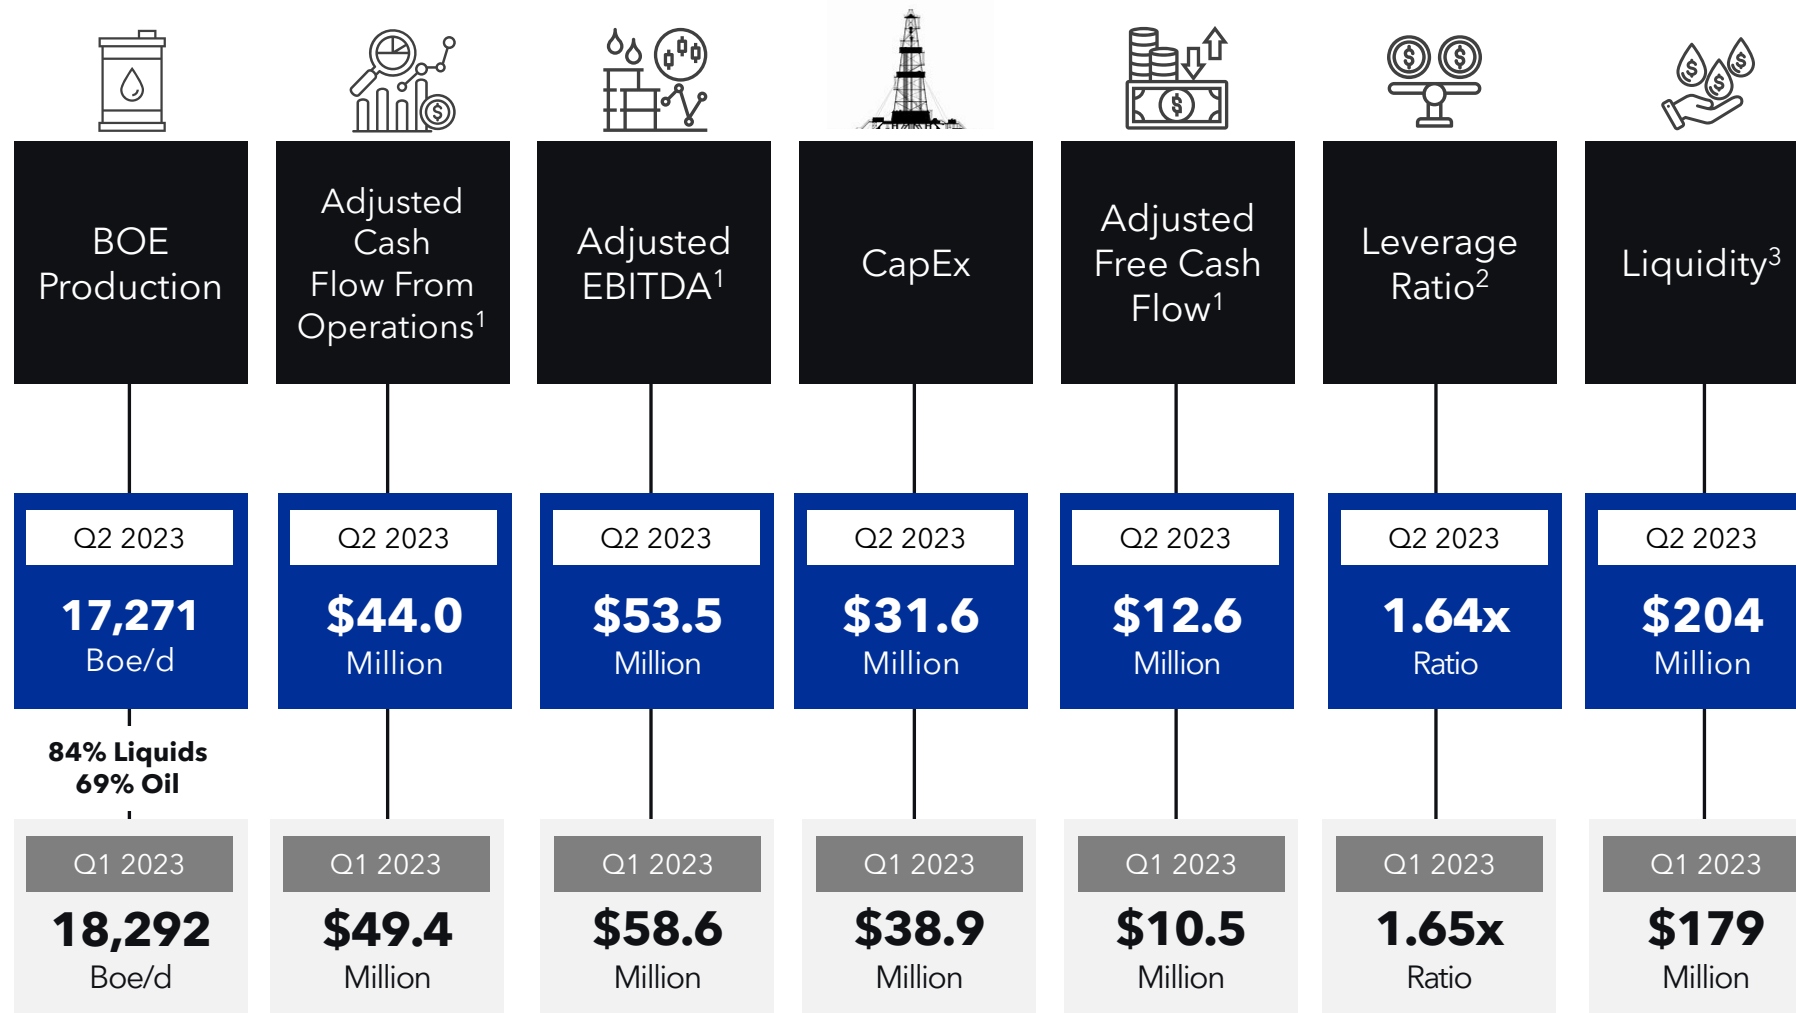 BOE
Production
Adjusted
Cash
Flow From
Operations¹
Adjusted
EBITDA¹
CapEx
Adjusted
Free Cash
Flow¹
Leverage
Ratio²
Liquidity³
Q2 2023
17,271
Boe/d
Q2 2023
$44.0
Million
Q2 2023
$53.5
Million
Q2 2023
$31.6
Million
Q2 2023
$12.6
Million
Q2 2023
1.64x
Ratio
Q2 2023
$204
Million
84% Liquids
69% Oil
Q1 2023
18,292
Boe/d
Q1 2023
$49.4
Million
Q1 2023
$58.6
Million
Q1 2023
$38.9
Million
Q1 2023
$10.5
Million
Q1 2023
1.65x
Ratio
Q1 2023
$179
Million